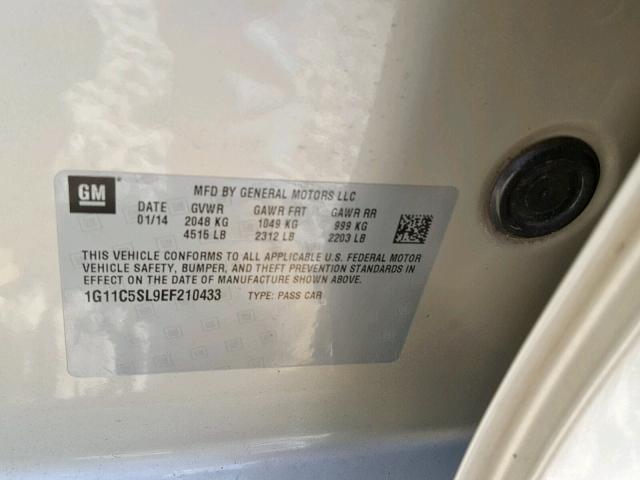 GM
MFD BY GENERAL MOTORS LLC
DATE GVWR GAWR FRT GAWR RR
01/14 2048 KG 1049 KG 999 KG
4515 LB 2312 LB 2203 LB
THIS VEHICLE CONFORMS TO ALL APPLICABLE U.S. FEDERAL MOTOR
VEHICLE SAFETY, BUMPER, AND THEFT PREVENTION STANDARDS IN
EFFECT ON THE DATE OF MANUFACTURE SHOWN ABOVE.
1G11C5SL9EF210433 TYPE: PASS CAR